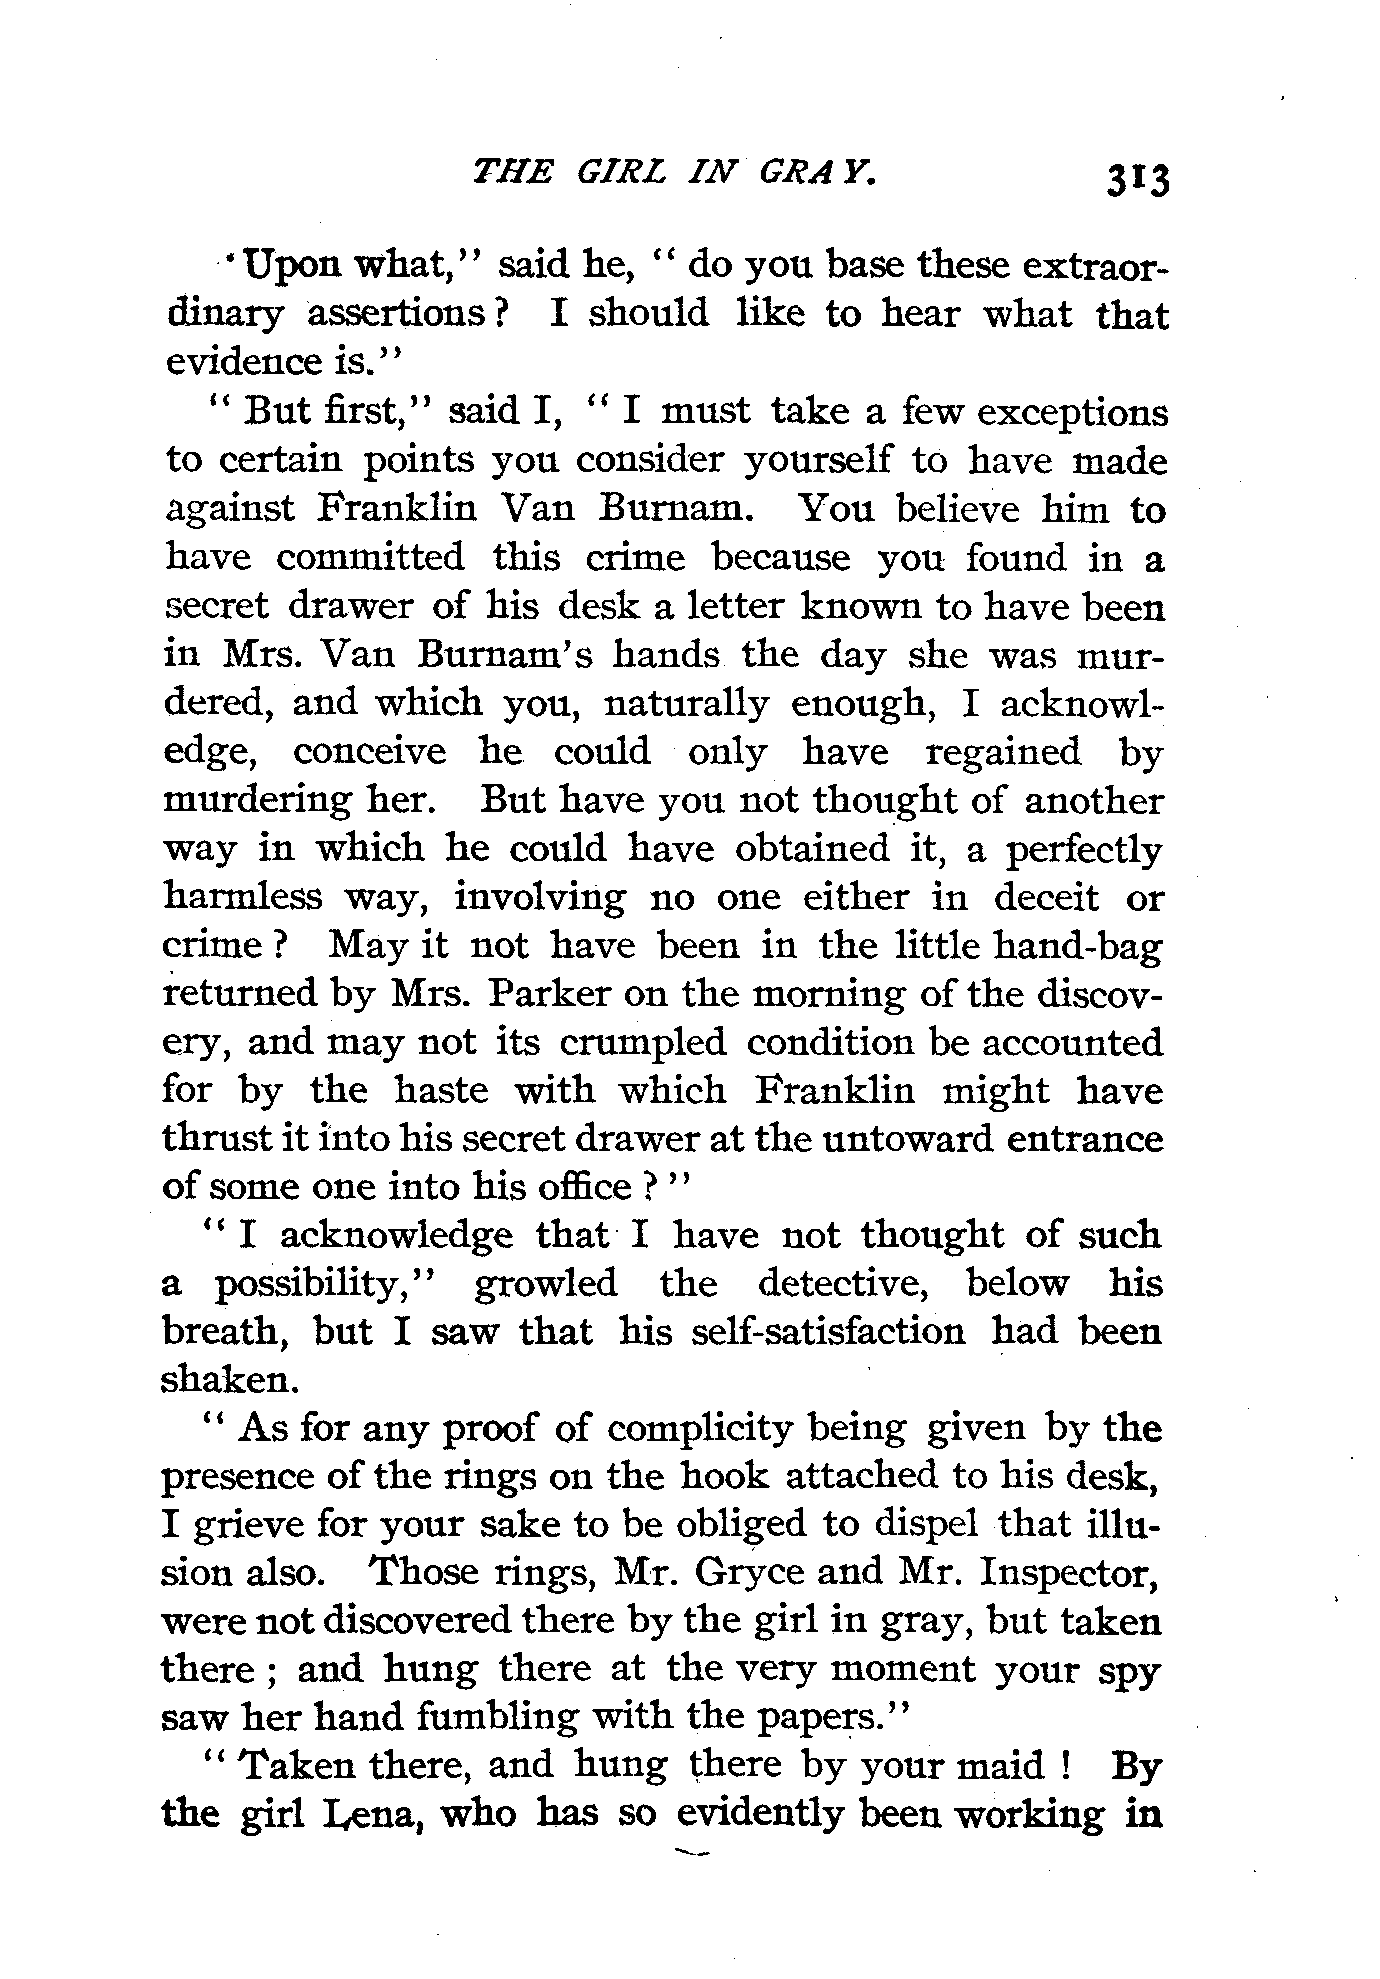 THE GIRL IN GRAY. 313
‘Upon what,” said he, “ do you base these extraor-
dinary assertions ? I should like to hear what that
evidence is.”
“ But first,” said I, “ I must take a few exceptions
to certain points you consider yourself to have made
against Franklin Van Burnam. You believe him to
have committed this crime because you found in a
secret drawer of his desk a letter known to have been
in Mrs. Van Burnam’s hands the day she was mur-
dered, and which you, naturally enough, I acknowl-
edge, conceive he could only have regained by
murdering her. But have you not thought of another
way in which he could have obtained it, a perfectly
harmless way, involving no one either in deceit or
crime ? May it not have been in the little hand-bag
returned by Mrs. Parker on the morning of the discov-
ery, and may not its crumpled condition be accounted
for by the haste with which Franklin might have
thrust it into his secret drawer at the untoward entrance
of some one into his office ? ”
“ I acknowledge that I have not thought of such
a possibility,” growled the detective, below his
breath, but I saw that his self-satisfaction had been
shaken.
“ As for any proof of complicity being given by the
presence of the rings on the hook attached to his desk,
I grieve for your sake to be obliged to dispel that illu-
sion also. Those rings, Mr. Gryce and Mr. Inspector,
were not discovered there by the girl in gray, but taken
there ; and hung there at the very moment your spy
saw her hand fumbling with the papers.”
“ Taken there, and hung there by your maid ! By
the girl Lena, who has so evidently been working in